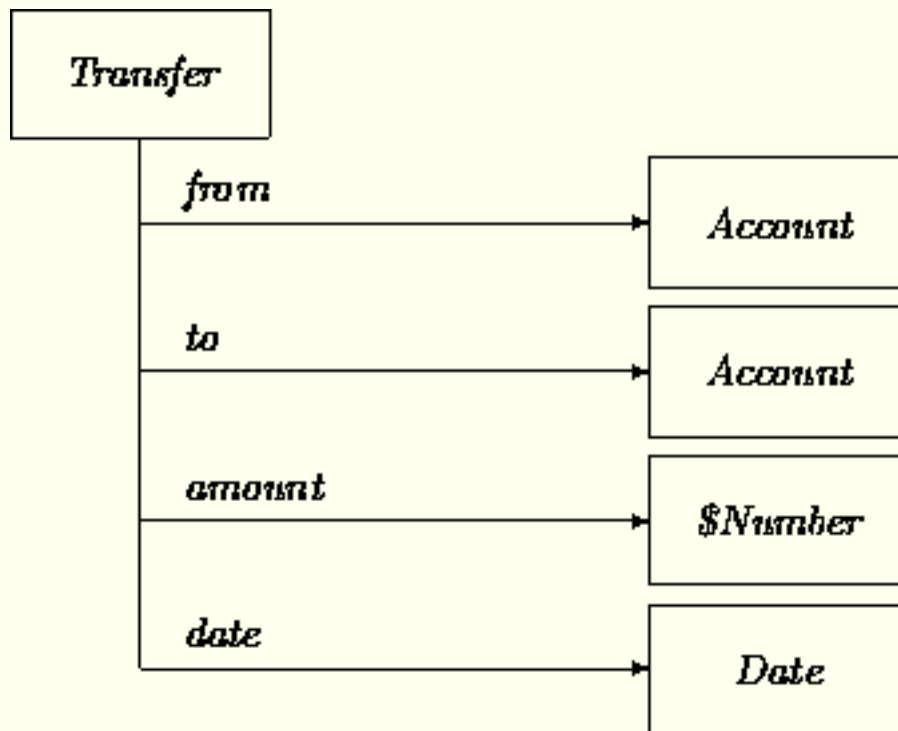 Transfer
from
Account
to
Account
amount
$Number
date
Date